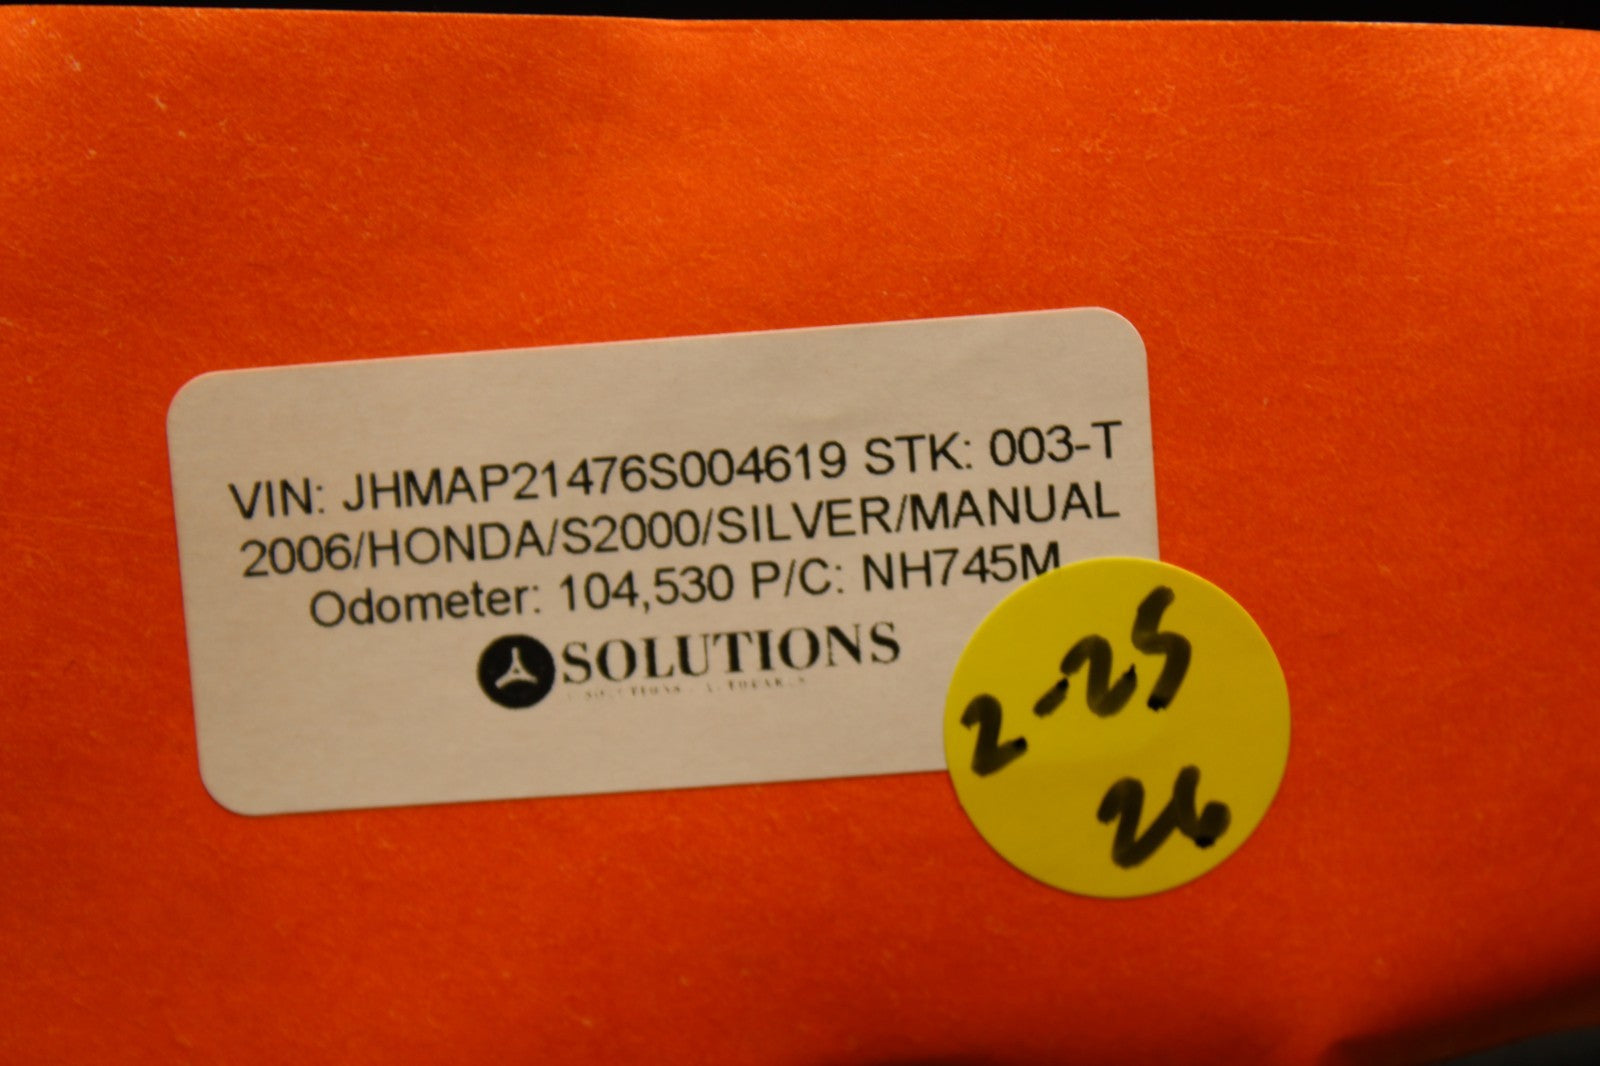 VIN: JHMAP21476S004619 STK: 003-T
2006/HONDA/S2000/SILVER/MANUAL
Odometer: 104,530 P/C: NH745M
SOLUTIONS
2-25
26